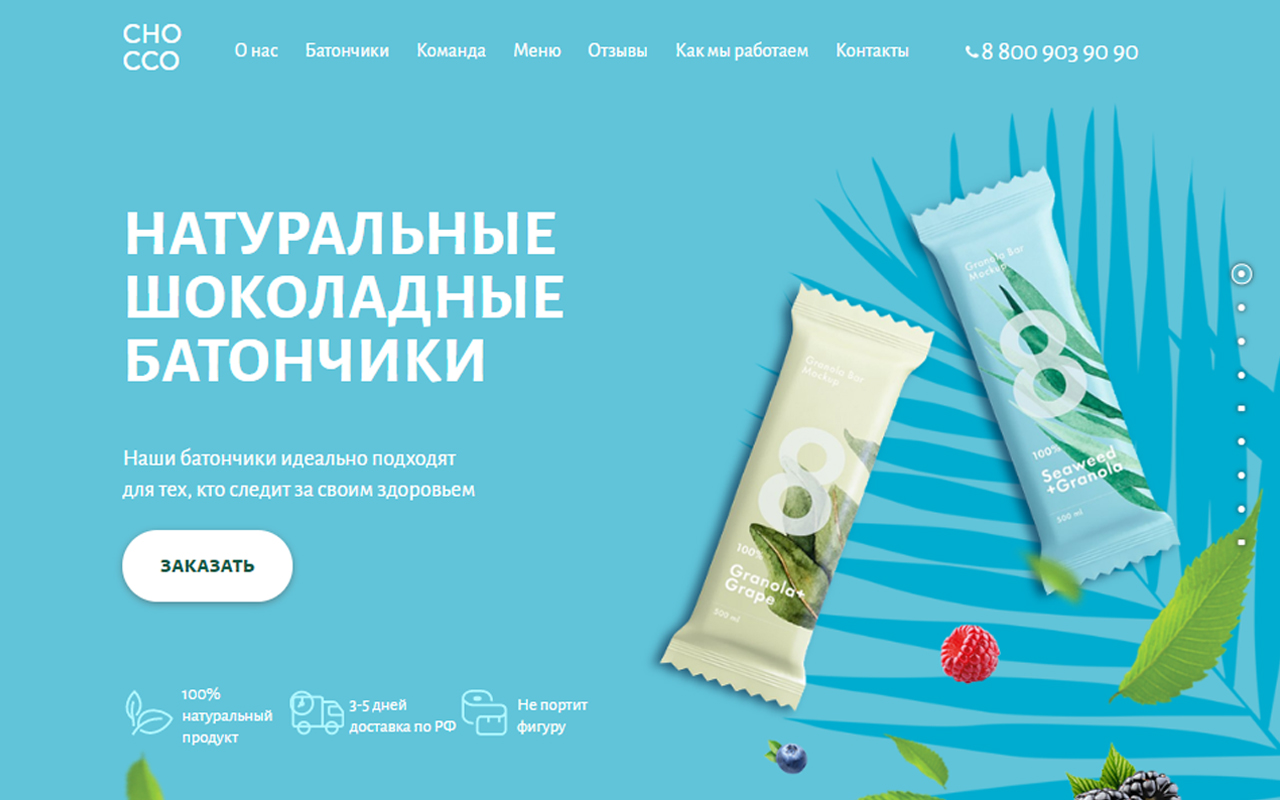 CHO
CCO
О нас Батончики Команда Меню Отзывы Как мы работаем Контакты 8 800 903 90 90
НАТУРАЛЬНЫЕ
ШОКОЛАДНЫЕ
БАТОНЧИКИ
Наши батончики идеально подходят
для тех, кто следит за своим здоровьем
ЗАКАЗАТЬ
100%
натуральный
продукт
3-5 дней
доставка по РФ
Не портит
фигуру
Granola Bar
Mockup
8
100%
Granola+
Grape
500 ml
Granola Bar
Mockup
8
100%
Seaweed
+Granola
500 ml